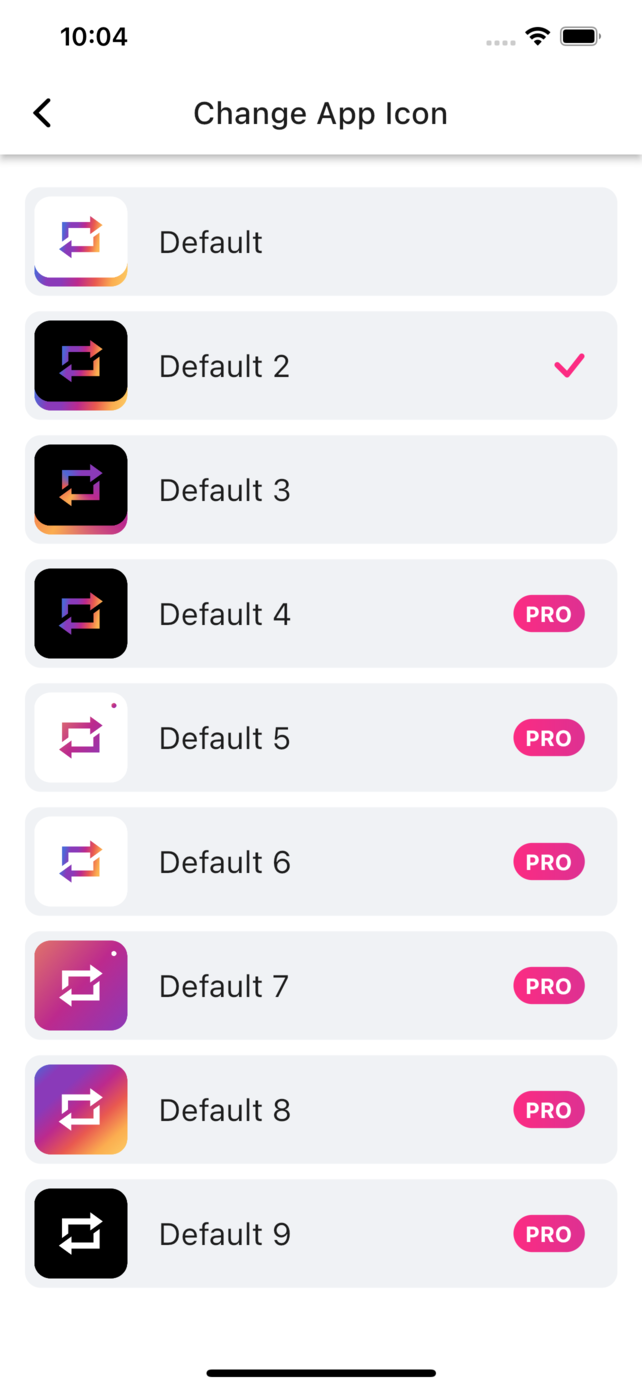 10:04
Change App Icon
Default
Default 2
Default 3
Default 4
PRO
Default 5
PRO
Default 6
PRO
Default 7
PRO
Default 8
PRO
Default 9
PRO